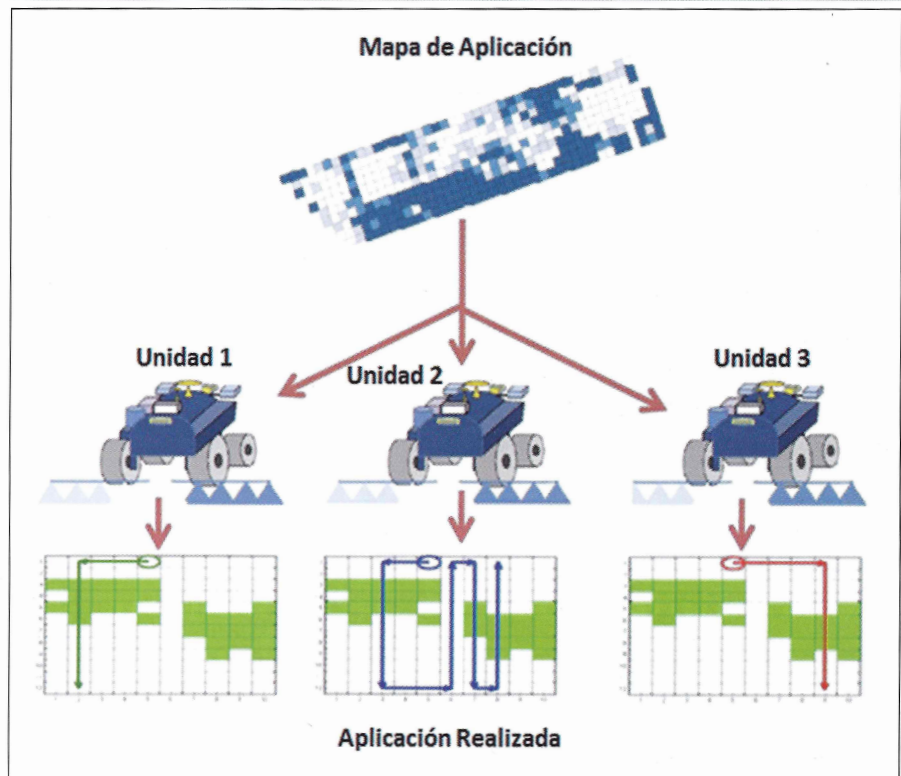 Mapa de Aplicación
Unidad 1
Unidad 2
Unidad 3
Aplicación Realizada